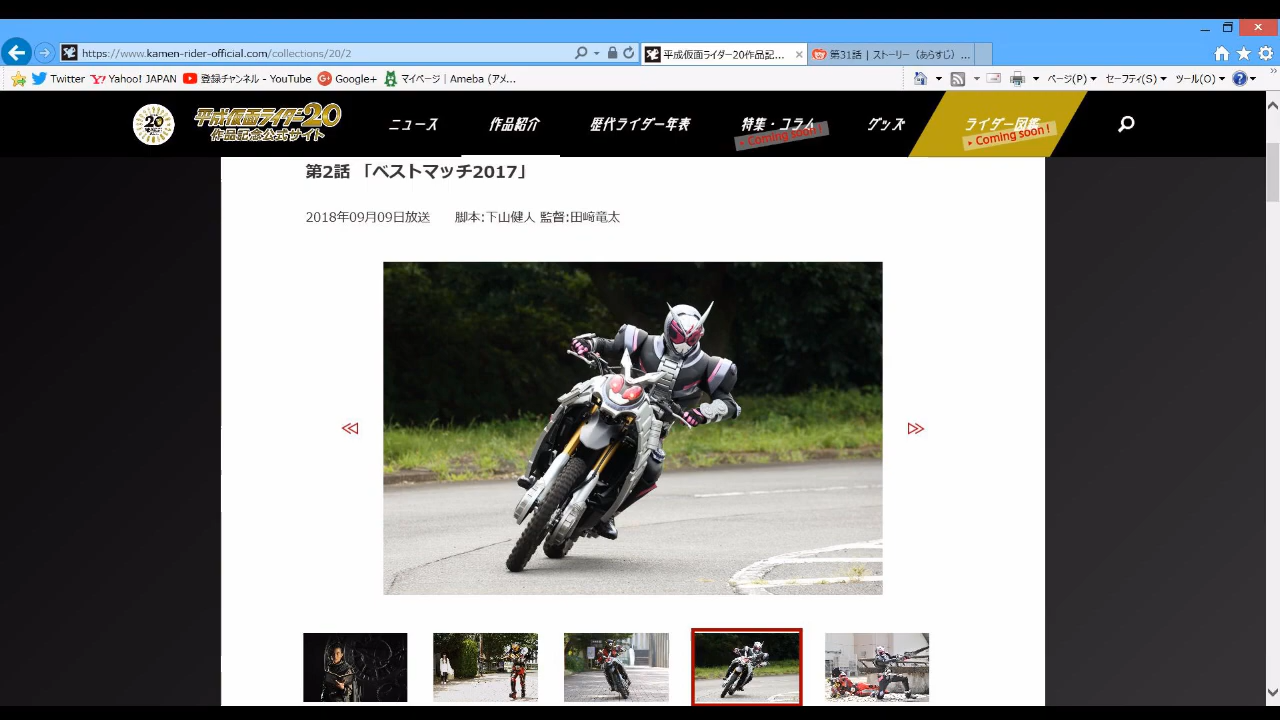 https://www.kamen-rider-official.com/collections/20/2
平成仮面ライダー20作品記...
第31話 | ストーリー（あらすじ）...
Twitter
Yahoo! JAPAN
登録チャンネル - YouTube
Google+
マイページ | Ameba (アメ...
ページ(P)
セーフティ(S)
ツール(O)
20
平成仮面ライダー20
作品記念公式サイト
ニュース
作品紹介
歴代ライダー年表
特集・コラム
Coming soon!
グッズ
ライダー図鑑
Coming soon!
第2話 「ベストマッチ2017」
2018年09月09日放送 脚本:下山健人 監督:田﨑竜太